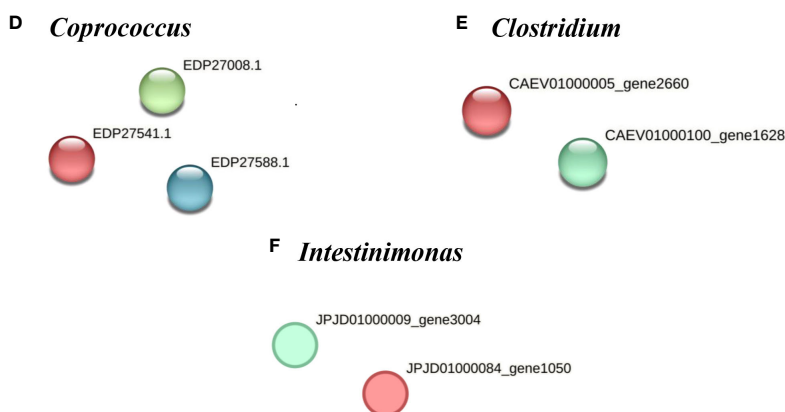 D Coprococcus
EDP27008.1
EDP27541.1
EDP27588.1
E Clostridium
CAEV01000005_gene2660
CAEV01000100_gene1628
F Intestinimonas
JPJD01000009_gene3004
JPJD01000084_gene1050